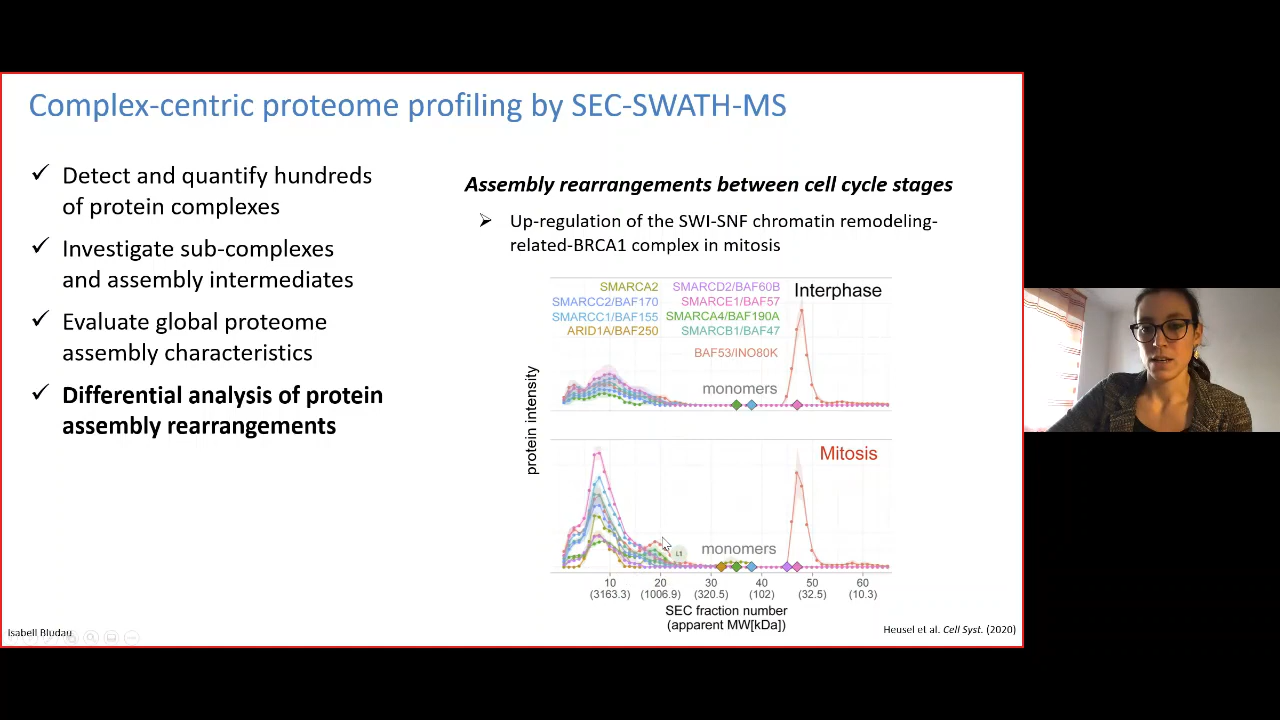 Complex-centric proteome profiling by SEC-SWATH-MS
✓ Detect and quantify hundreds
of protein complexes
✓ Investigate sub-complexes
and assembly intermediates
✓ Evaluate global proteome
assembly characteristics
✓ Differential analysis of protein
assembly rearrangements
Assembly rearrangements between cell cycle stages
➢ Up-regulation of the SWI-SNF chromatin remodeling-
related-BRCA1 complex in mitosis
SMARCA2 SMARCD2/BAF60B Interphase
SMARCC2/BAF170 SMARCE1/BAF57
SMARCC1/BAF155 SMARCA4/BAF190A
ARID1A/BAF250 SMARCB1/BAF47
BAF53/INO80K
monomers
protein intensity
Mitosis
monomers
L1
10 20 30 40 50 60
(3163.3) (1006.9) (320.5) (102) (32.5) (10.3)
SEC fraction number
(apparent MW[kDa])
Isabell Bludau
Heusel et al. Cell Syst. (2020)